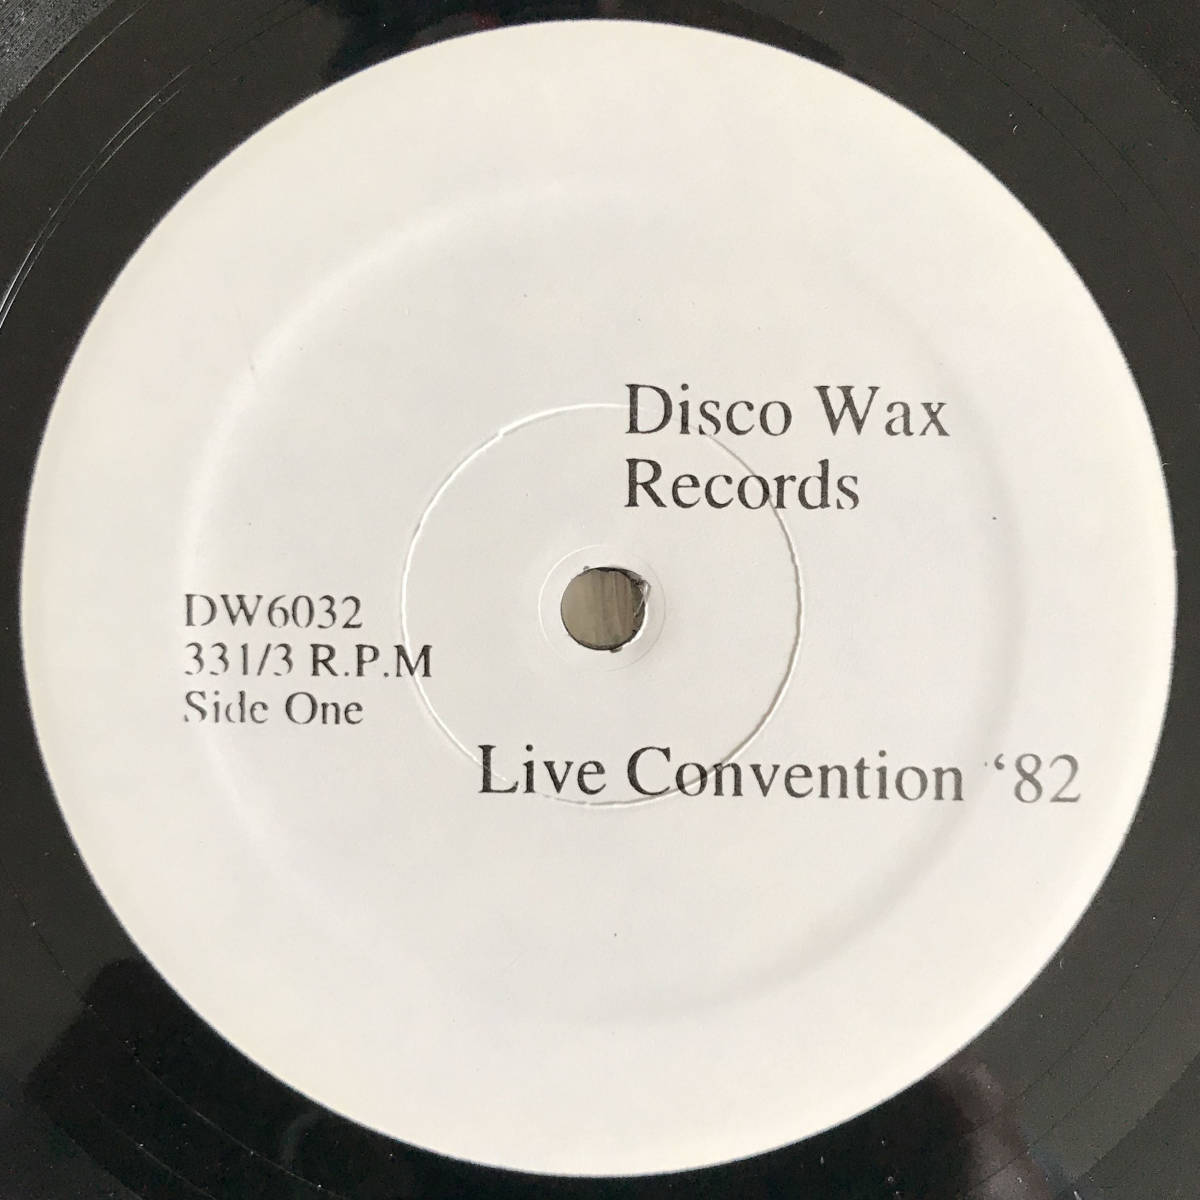 Disco Wax
Records
DW6032
331/3 R.P.M
Side One
Live Convention ‘82